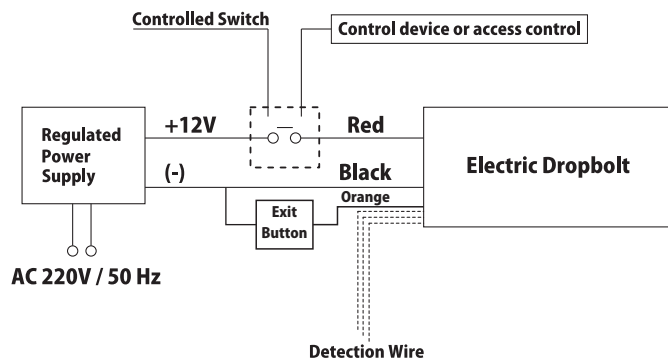 Controlled Switch
Control device or access control
+12V
Red
Regulated
Power
Supply
Electric Dropbolt
(-)
Black
Orange
Exit
Button
AC 220V / 50 Hz
Detection Wire